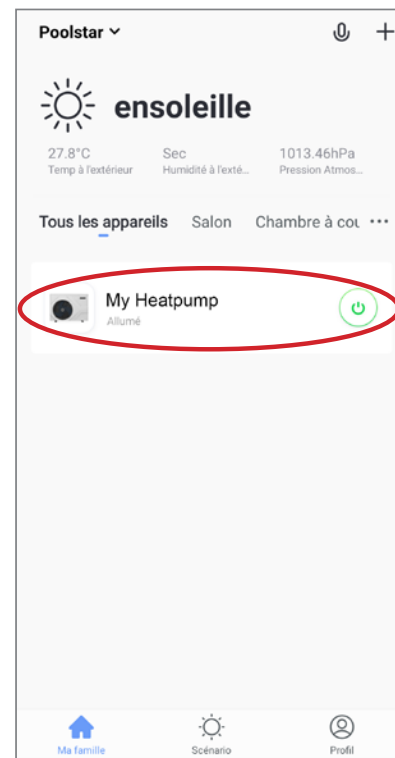 Poolstar
ensoleille
27.8°C Sec 1013.46hPa
Temp à l'extérieur Humidité à l'exté... Pression Atmos...
Tous les appareils Salon Chambre à cou ···
My Heatpump
Allumé
Ma famille Scénario Profil